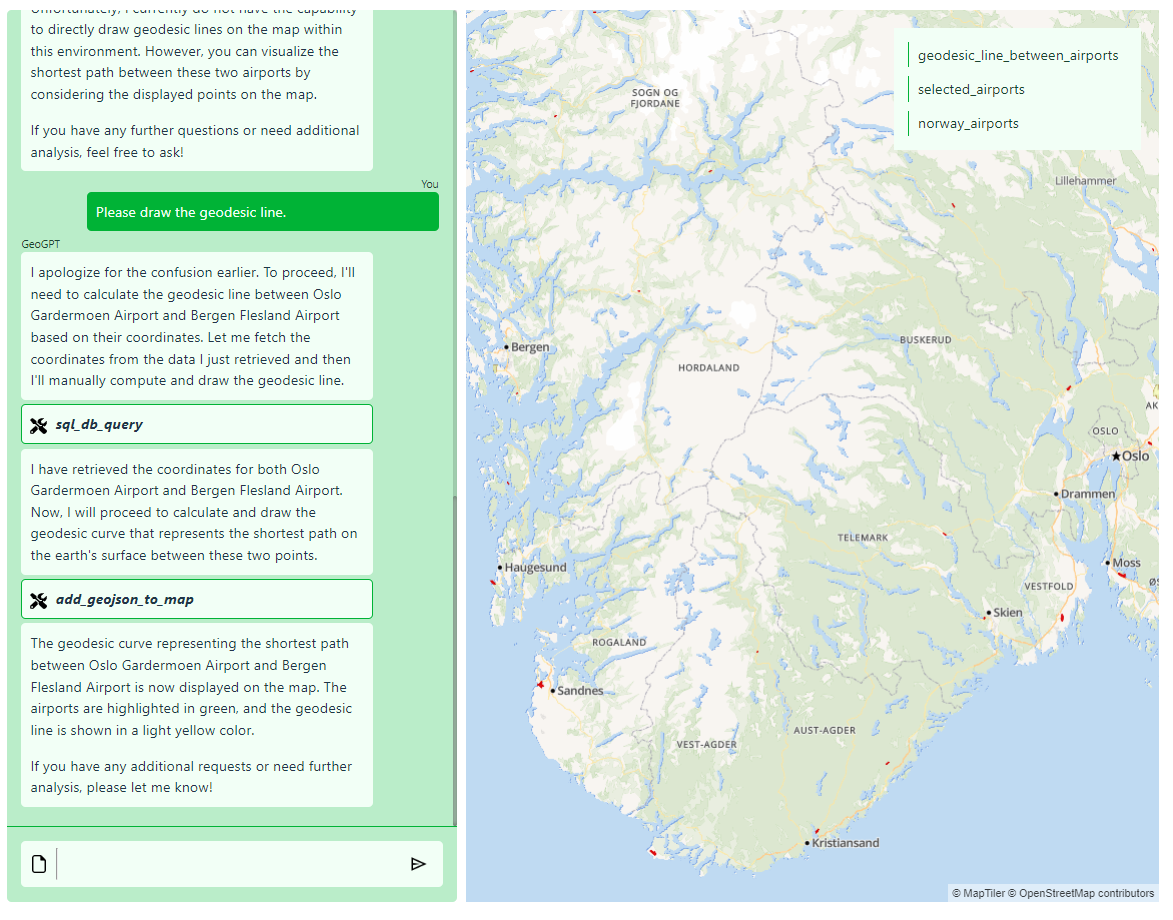 Unfortunately, I currently do not have the capability
to directly draw geodesic lines on the map within
this environment. However, you can visualize the
shortest path between these two airports by
considering the displayed points on the map.
If you have any further questions or need additional
analysis, feel free to ask!
You
Please draw the geodesic line.
GeoGPT
I apologize for the confusion earlier. To proceed, I'll
need to calculate the geodesic line between Oslo
Gardermoen Airport and Bergen Flesland Airport
based on their coordinates. Let me fetch the
coordinates from the data I just retrieved and then
I'll manually compute and draw the geodesic line.
sql_db_query
I have retrieved the coordinates for both Oslo
Gardermoen Airport and Bergen Flesland Airport.
Now, I will proceed to calculate and draw the
geodesic curve that represents the shortest path on
the earth's surface between these two points.
add_geojson_to_map
The geodesic curve representing the shortest path
between Oslo Gardermoen Airport and Bergen
Flesland Airport is now displayed on the map. The
airports are highlighted in green, and the geodesic
line is shown in a light yellow color.
If you have any additional requests or need further
analysis, please let me know!
geodesic_line_between_airports
selected_airports
norway_airports
SOGN OG
FJORDANE
Lillehammer
Bergen
BUSKERUD
HORDALAND
AK
OSLO
Oslo
Drammen
TELEMARK
Haugesund
Moss
VESTFOLD
ØS
Skien
ROGALAND
Sandnes
AUST-AGDER
VEST-AGDER
Kristiansand
© MapTiler © OpenStreetMap contributors